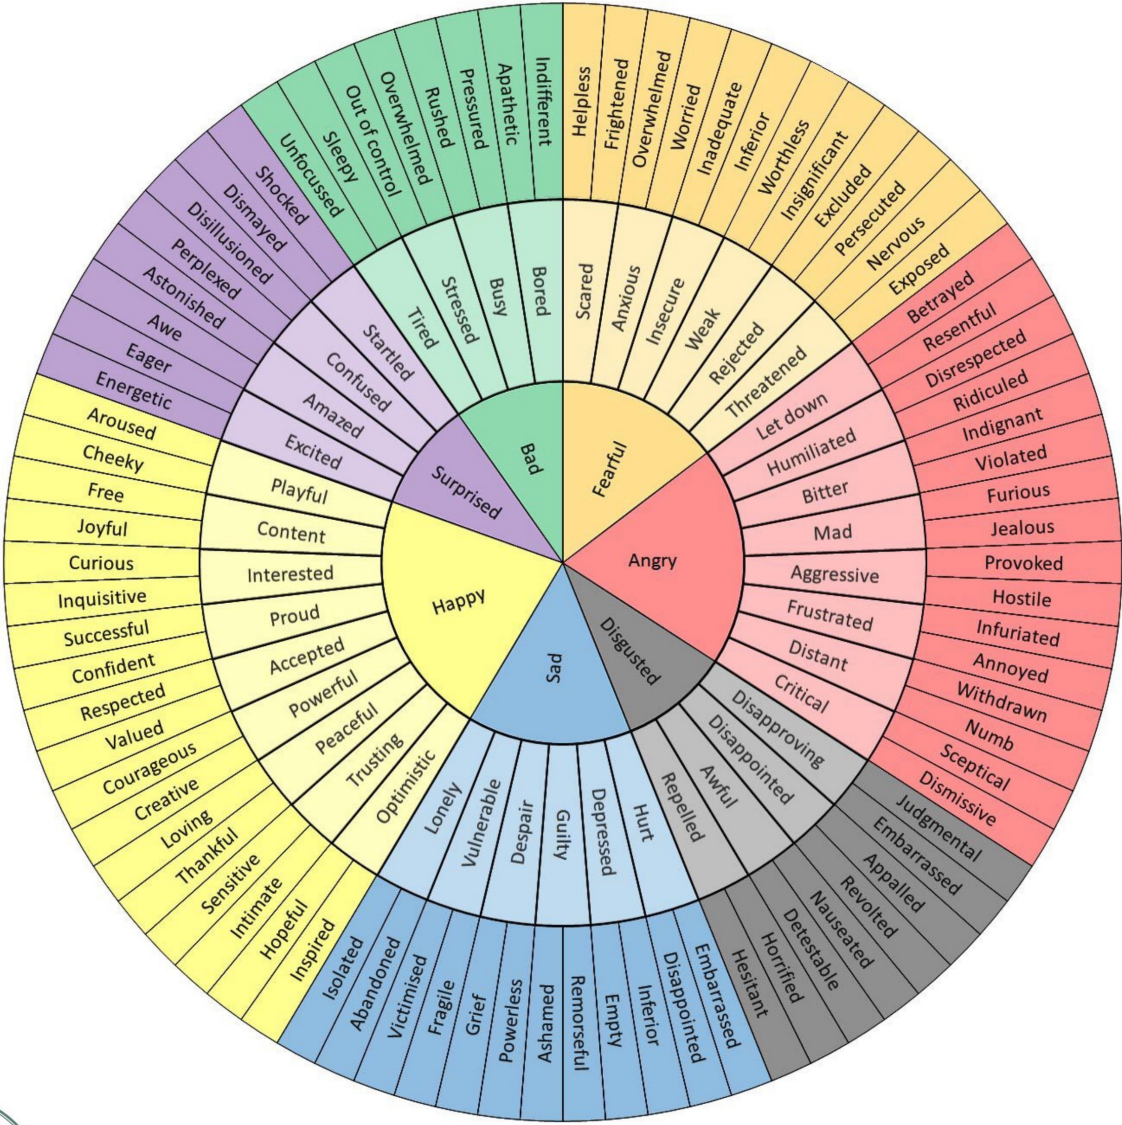 Fearful
Angry
Disgusted
Sad
Happy
Surprised
Bad
Scared
Anxious
Insecure
Weak
Rejected
Threatened
Let down
Humiliated
Bitter
Mad
Aggressive
Frustrated
Distant
Critical
Disapproving
Disappointed
Awful
Repelled
Hurt
Depressed
Guilty
Despair
Vulnerable
Lonely
Optimistic
Trusting
Peaceful
Powerful
Accepted
Proud
Interested
Content
Playful
Excited
Amazed
Confused
Startled
Tired
Stressed
Busy
Bored
Helpless
Frightened
Overwhelmed
Worried
Inadequate
Inferior
Worthless
Insignificant
Excluded
Persecuted
Nervous
Exposed
Betrayed
Resentful
Disrespected
Ridiculed
Indignant
Violated
Furious
Jealous
Provoked
Hostile
Infuriated
Annoyed
Withdrawn
Numb
Sceptical
Dismissive
Judgmental
Embarrassed
Appalled
Revolted
Nauseated
Detestable
Horrified
Hesitant
Embarrassed
Disappointed
Inferior
Empty
Remorseful
Ashamed
Powerless
Grief
Fragile
Victimised
Abandoned
Isolated
Inspired
Hopeful
Intimate
Sensitive
Thankful
Loving
Creative
Courageous
Valued
Respected
Confident
Successful
Inquisitive
Curious
Joyful
Free
Cheeky
Aroused
Energetic
Eager
Awe
Astonished
Perplexed
Disillusioned
Dismayed
Shocked
Unfocussed
Sleepy
Out of control
Overwhelmed
Rushed
Pressured
Apathetic
Indifferent